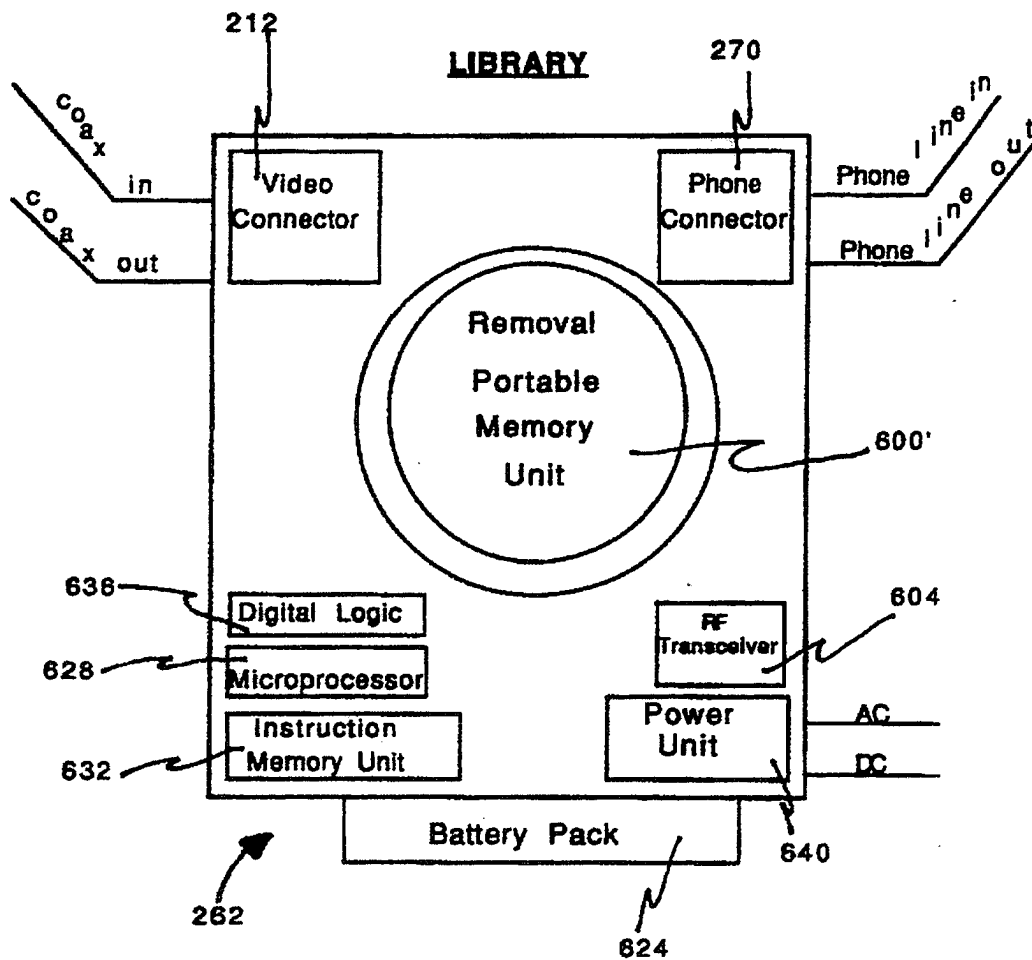 212
LIBRARY
270
coax in
coax out
Video
Connector
Phone
Connector
Phone line in
Phone line out
Removal
Portable
Memory
Unit
600'
636
Digital Logic
628
Microprocessor
632
Instruction
Memory Unit
RF
Transceiver
604
Power
Unit
AC
DC
640
Battery Pack
262
624